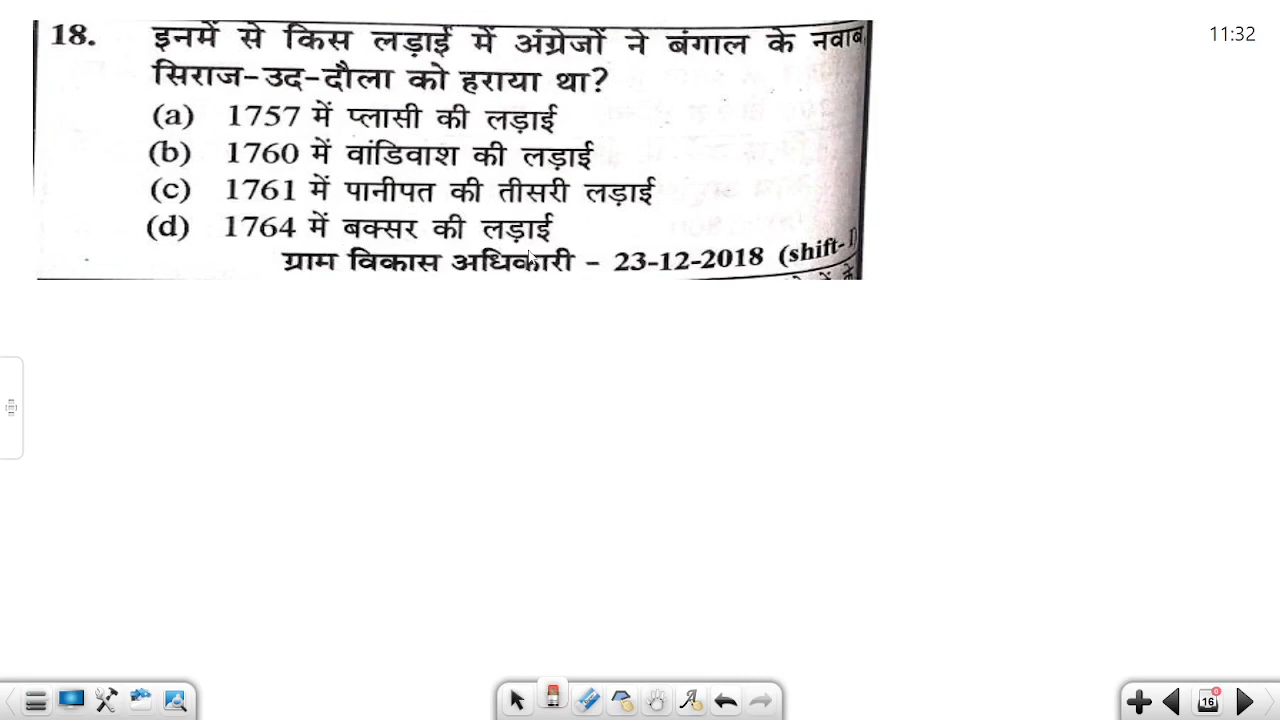 11:32
18. इनमें से किस लड़ाई में अंग्रेजों ने बंगाल के नवाब
सिराज-उद-दौला को हराया था?
(a) 1757 में प्लासी की लड़ाई
(b) 1760 में वांडिवाश की लड़ाई
(c) 1761 में पानीपत की तीसरी लड़ाई
(d) 1764 में बक्सर की लड़ाई
ग्राम विकास अधिकारी - 23-12-2018 (shift-I)
16